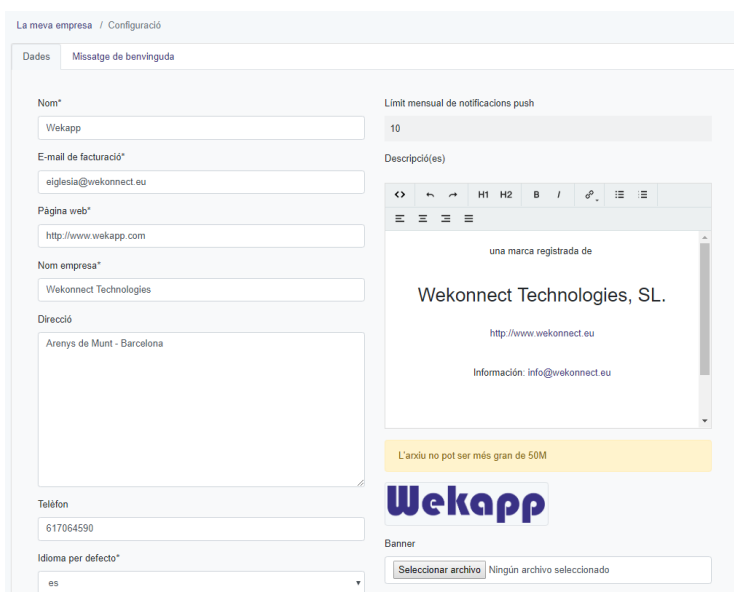 La meva empresa / Configuració
Dades Missatge de benvinguda
Nom*
Wekapp
E-mail de facturació*
eiglesia@wekonnect.eu
Pàgina web*
http://www.wekapp.com
Nom empresa*
Wekonnect Technologies
Direcció
Arenys de Munt - Barcelona
Telèfon
617064590
Idioma per defecto*
es
Límit mensual de notificacions push
10
Descripció(es)
H1 H2 B I
una marca registrada de
Wekonnect Technologies, SL.
http://www.wekonnect.eu
Información: info@wekonnect.eu
L'arxiu no pot ser més gran de 50M
Wekapp
Banner
Seleccionar archivo Ningún archivo seleccionado